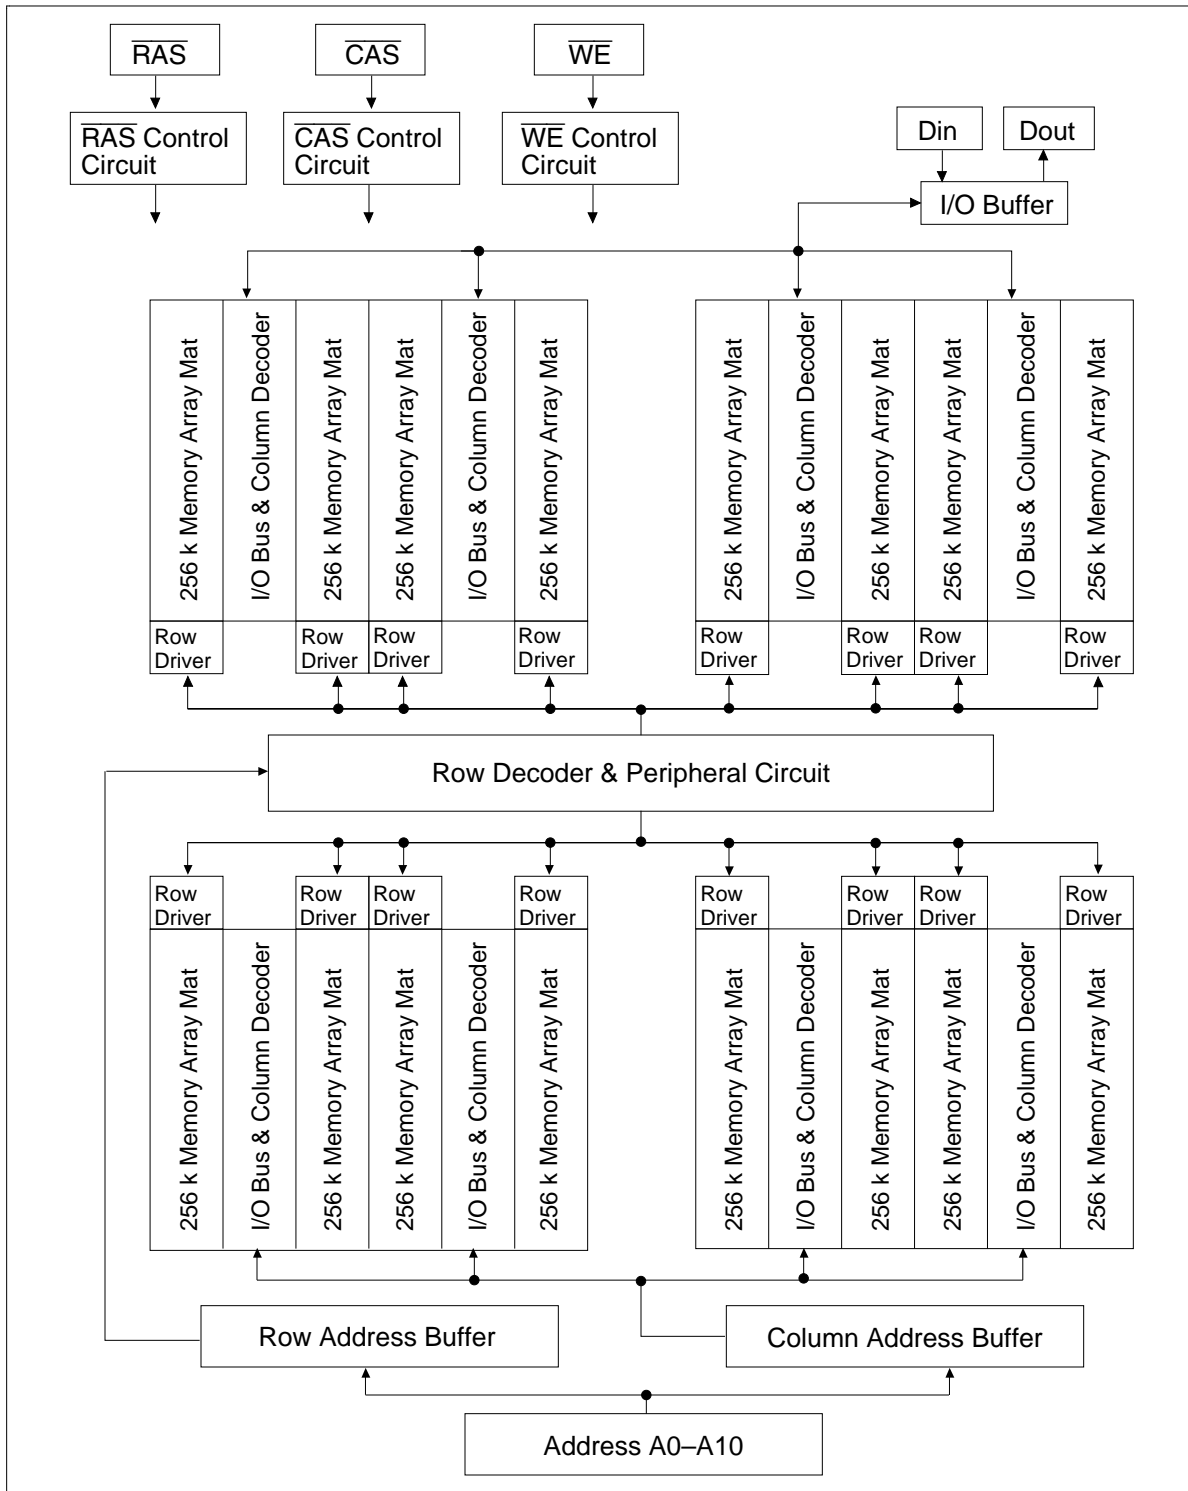 R̅A̅S̅
C̅A̅S̅
W̅E̅
R̅A̅S̅ Control
Circuit
C̅A̅S̅ Control
Circuit
W̅E̅ Control
Circuit
Din
Dout
I/O Buffer
256 k Memory Array Mat
I/O Bus & Column Decoder
256 k Memory Array Mat
256 k Memory Array Mat
I/O Bus & Column Decoder
256 k Memory Array Mat
256 k Memory Array Mat
I/O Bus & Column Decoder
256 k Memory Array Mat
256 k Memory Array Mat
I/O Bus & Column Decoder
256 k Memory Array Mat
Row
Driver
Row
Driver
Row
Driver
Row
Driver
Row
Driver
Row
Driver
Row
Driver
Row
Driver
Row Decoder & Peripheral Circuit
Row
Driver
Row
Driver
Row
Driver
Row
Driver
Row
Driver
Row
Driver
Row
Driver
Row
Driver
256 k Memory Array Mat
I/O Bus & Column Decoder
256 k Memory Array Mat
256 k Memory Array Mat
I/O Bus & Column Decoder
256 k Memory Array Mat
256 k Memory Array Mat
I/O Bus & Column Decoder
256 k Memory Array Mat
256 k Memory Array Mat
I/O Bus & Column Decoder
256 k Memory Array Mat
Row Address Buffer
Column Address Buffer
Address A0–A10